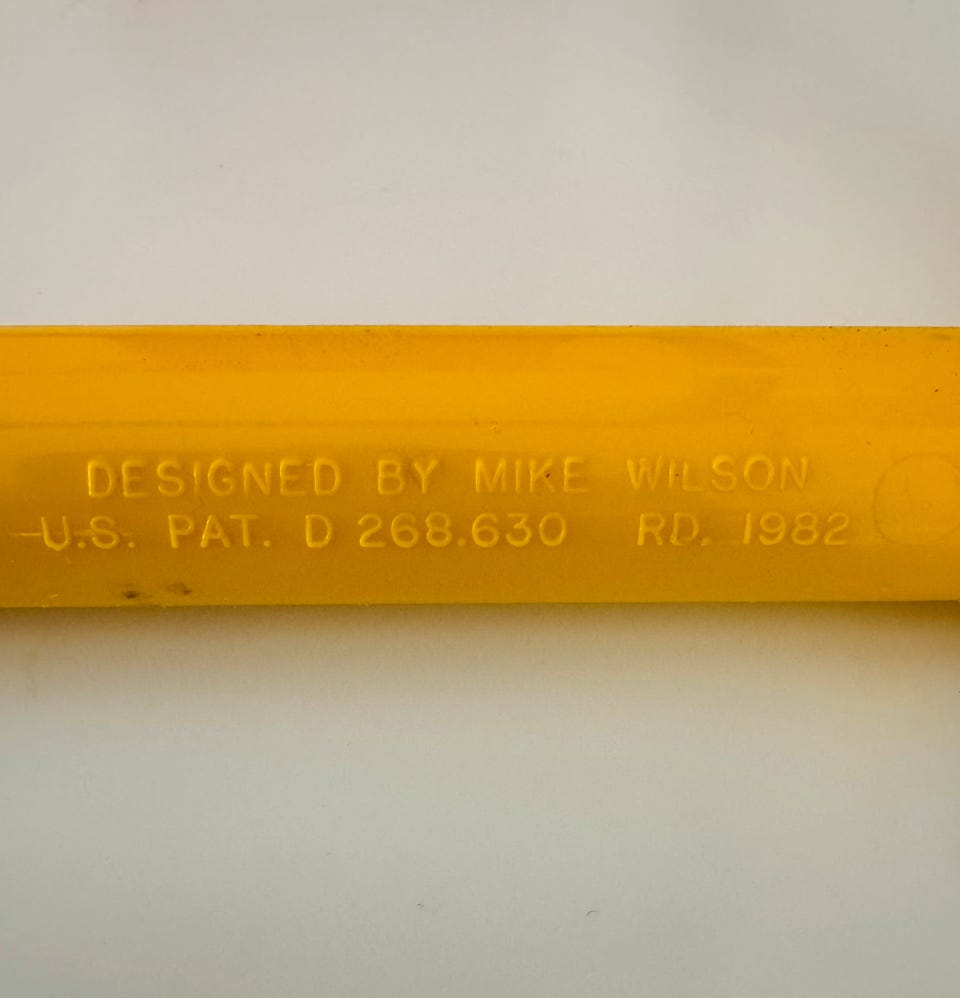 DESIGNED BY MIKE WILSON
U.S. PAT. D 268.630 RD. 1982